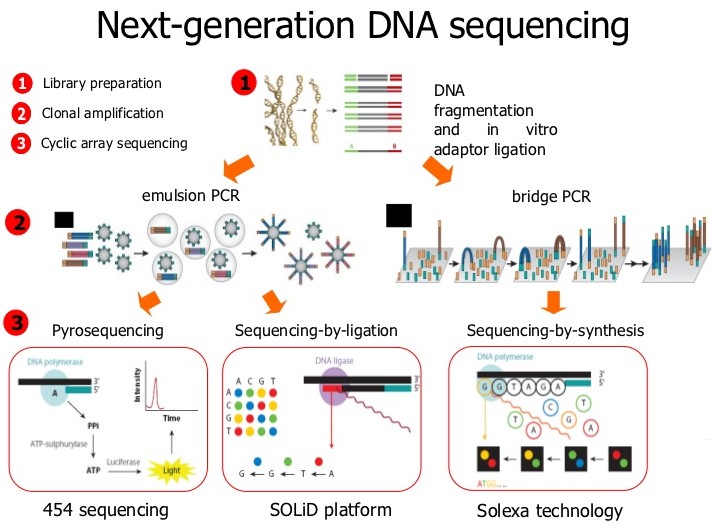 Next-generation DNA sequencing
1 Library preparation
2 Clonal amplification
3 Cyclic array sequencing
1
A B
DNA
fragmentation
and in vitro
adaptor ligation
emulsion PCR
bridge PCR
2
3
Pyrosequencing
DNA polymerase
A
3'
5'
PPi
ATP-sulphurylase
ATP
Luciferase
Light
Intensity
Time
454 sequencing
Sequencing-by-ligation
DNA ligase
3'
5'
A C G T
A
C
G
T
G G T A
SOLiD platform
Sequencing-by-synthesis
DNA polymerase
3'
5'
G G T A G A
C T
T G
A A
ATGG....
Solexa technology